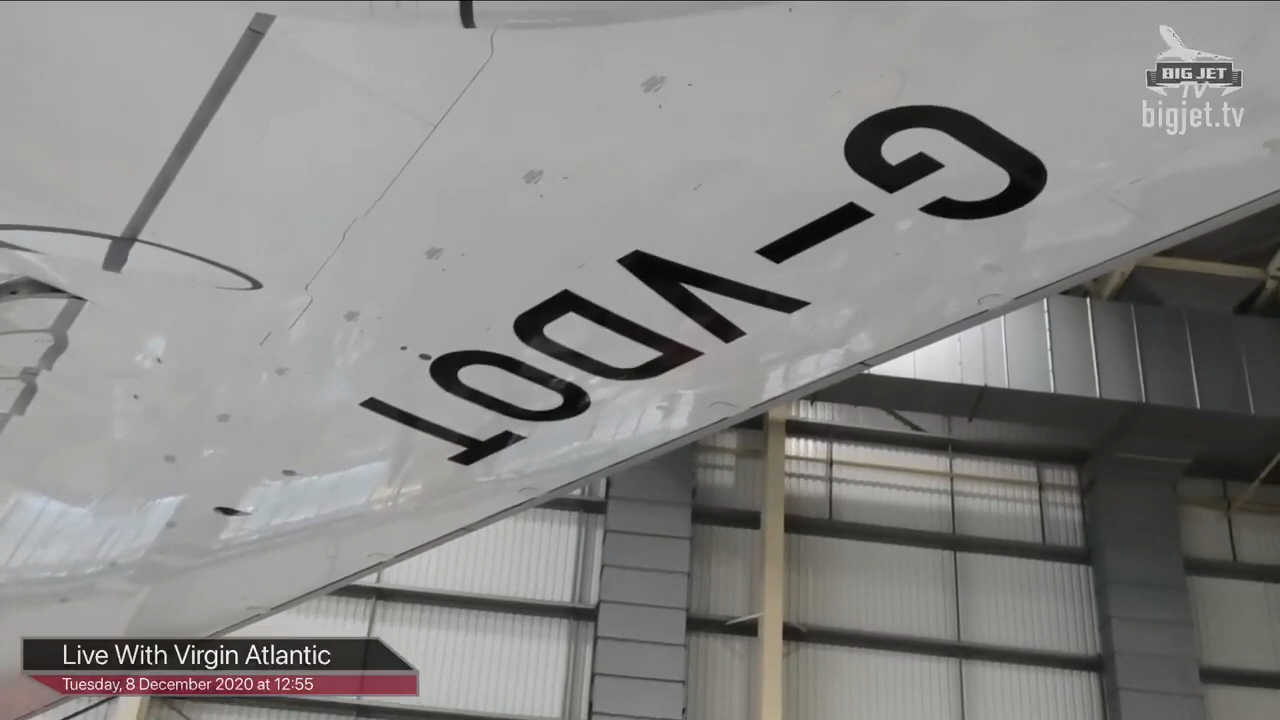 BIG JET
TV
bigjet.tv
G-VDOT
Live With Virgin Atlantic
Tuesday, 8 December 2020 at 12:55